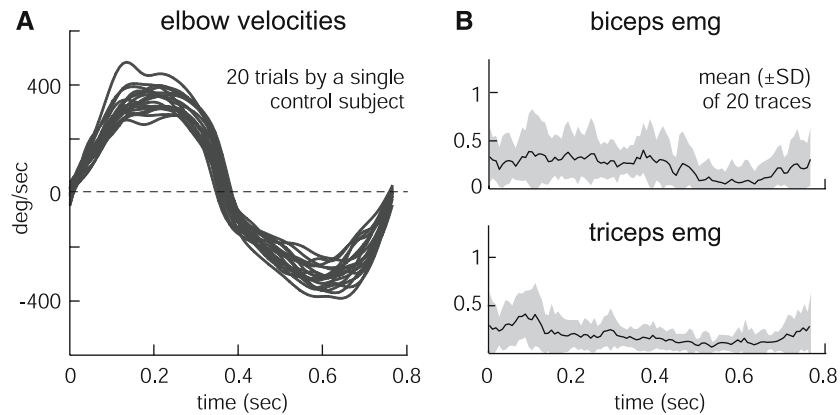 A
elbow velocities
20 trials by a single
control subject
deg/sec
400
0
-400
0
0.2
0.4
0.6
0.8
time (sec)
B
biceps emg
mean (±SD)
of 20 traces
1
0.5
0
triceps emg
1
0.5
0
0.2
0.4
0.6
0.8
time (sec)